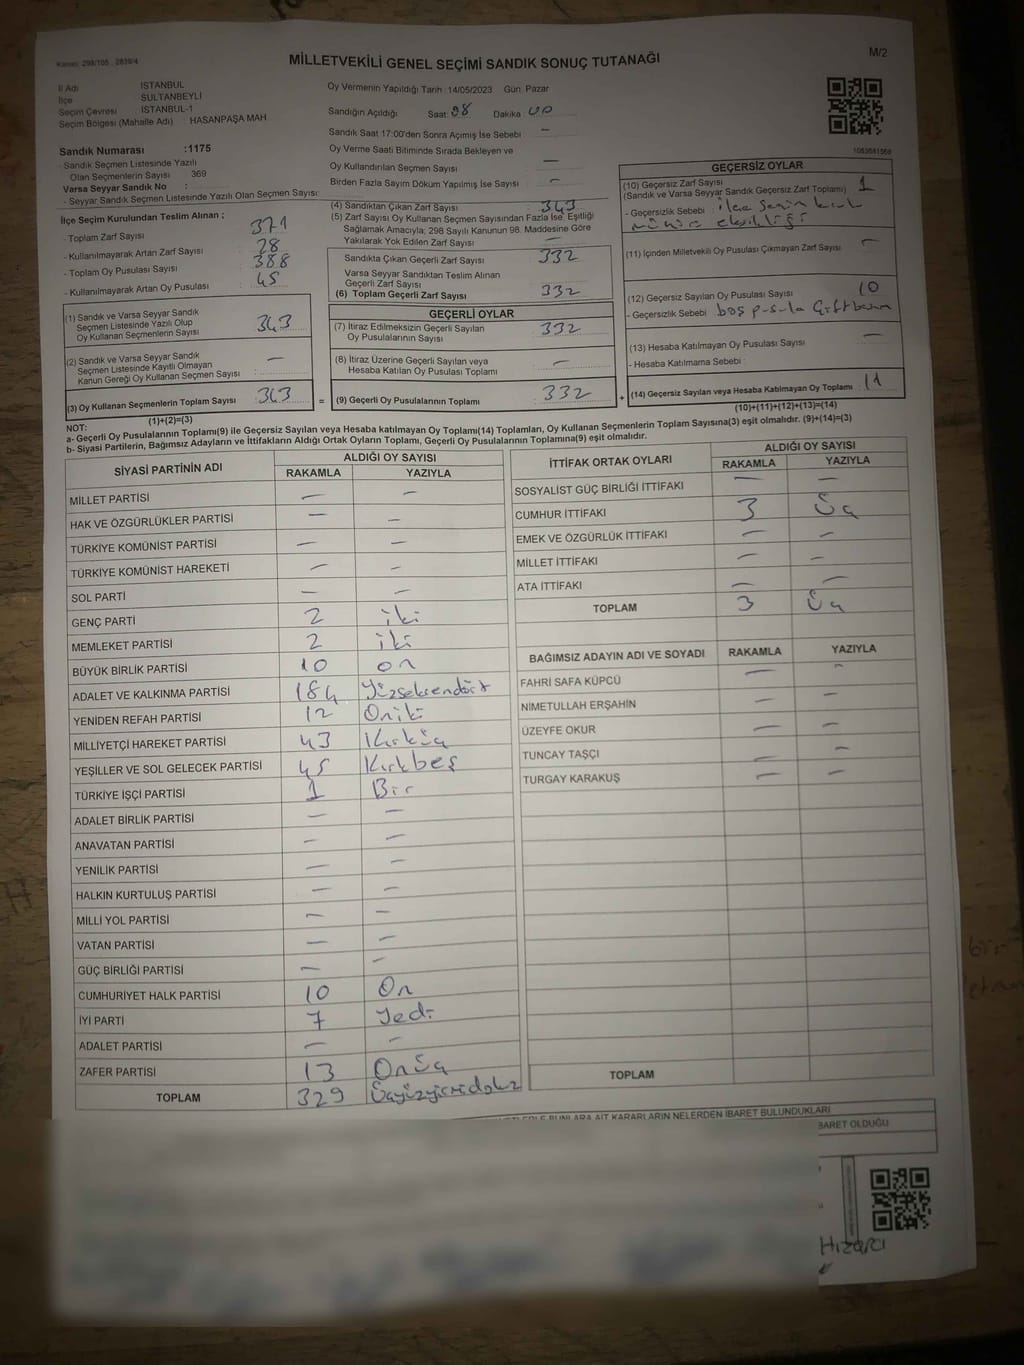 Kanun: 298/105 , 2839/4
MİLLETVEKİLİ GENEL SEÇİMİ SANDIK SONUÇ TUTANAĞI
M/2
İl Adı İSTANBUL
İlçe SULTANBEYLİ
Seçim Çevresi İSTANBUL-1
Seçim Bölgesi (Mahalle Adı) : HASANPAŞA MAH
Sandık Numarası :1175
- Sandık Seçmen Listesinde Yazılı
Olan Seçmenlerin Sayısı 369
Varsa Seyyar Sandık No :
- Seyyar Sandık Seçmen Listesinde Yazılı Olan Seçmen Sayısı:
İlçe Seçim Kurulundan Teslim Alınan ;
- Toplam Zarf Sayısı 371
- Kullanılmayarak Artan Zarf Sayısı 28
- Toplam Oy Pusulası Sayısı 388
- Kullanılmayarak Artan Oy Pusulası 45
(1) Sandık ve Varsa Seyyar Sandık
Seçmen Listesinde Yazılı Olup
Oy Kullanan Seçmenlerin Sayısı 343
(2) Sandık ve Varsa Seyyar Sandık
Seçmen Listesinde Kayıtlı Olmayan
Kanun Gereği Oy Kullanan Seçmen Sayısı : —
(3) Oy Kullanan Seçmenlerin Toplam Sayısı 343
(1)+(2)=(3)
Oy Vermenin Yapıldığı Tarih : 14/05/2023 Gün: Pazar
Sandığın Açıldığı Saat: 08 Dakika:
Sandık Saat 17:00'den Sonra Açımış İse Sebebi —
Oy Verme Saati Bitiminde Sırada Bekleyen ve
Oy Kullandırılan Seçmen Sayısı —
Birden Fazla Sayım Döküm Yapılmış İse Sayısı —
(4) Sandıktan Çıkan Zarf Sayısı 343
(5) Zarf Sayısı Oy Kullanan Seçmen Sayısından Fazla İse, Eşitliği
Sağlamak Amacıyla; 298 Sayılı Kanunun 98. Maddesine Göre
Yakılarak Yok Edilen Zarf Sayısı —
Sandıkta Çıkan Geçerli Zarf Sayısı 332
Varsa Seyyar Sandıktan Teslim Alınan
Geçerli Zarf Sayısı
(6) Toplam Geçerli Zarf Sayısı 332
GEÇERLİ OYLAR
(7) İtiraz Edilmeksizin Geçerli Sayılan
Oy Pusulalarının Sayısı 332
(8) İtiraz Üzerine Geçerli Sayılan veya
Hesaba Katılan Oy Pusulası Toplamı —
= (9) Geçerli Oy Pusulalarının Toplamı 332 +
1083681568
GEÇERSİZ OYLAR
(10) Geçersiz Zarf Sayısı 1
(Sandık ve Varsa Seyyar Sandık Geçersiz Zarf Toplamı)
- Geçersizlik Sebebi : ilçe seçim kurul
mühür eksikliği
(11) İçinden Milletvekili Oy Pusulası Çıkmayan Zarf Sayısı —
(12) Geçersiz Sayılan Oy Pusulası Sayısı 10
- Geçersizlik Sebebi boş pusula
(13) Hesaba Katılmayan Oy Pusulası Sayısı —
- Hesaba Katılmama Sebebi :
(14) Geçersiz Sayılan veya Hesaba Katılmayan Oy Toplamı 11
(10)+(11)+(12)+(13)=(14)
NOT:
a- Geçerli Oy Pusulalarının Toplamı(9) ile Geçersiz Sayılan veya Hesaba katılmayan Oy Toplamı(14) Toplamları, Oy Kullanan Seçmenlerin Toplam Sayısına(3) eşit olmalıdır. (9)+(14)=(3)
b- Siyasi Partilerin, Bağımsız Adayların ve İttifakların Aldığı Ortak Oyların Toplamı, Geçerli Oy Pusulalarının Toplamına(9) eşit olmalıdır.
SİYASİ PARTİNİN ADI ALDIĞI OY SAYISI
RAKAMLA YAZIYLA
MİLLET PARTİSİ — —
HAK VE ÖZGÜRLÜKLER PARTİSİ — —
TÜRKİYE KOMÜNİST PARTİSİ — —
TÜRKİYE KOMÜNİST HAREKETİ — —
SOL PARTİ — —
GENÇ PARTİ 2 iki
MEMLEKET PARTİSİ 2 iki
BÜYÜK BİRLİK PARTİSİ 10 on
ADALET VE KALKINMA PARTİSİ 184 Yüzseksendört
YENİDEN REFAH PARTİSİ 12 Oniki
MİLLİYETÇİ HAREKET PARTİSİ 43 Kırküç
YEŞİLLER VE SOL GELECEK PARTİSİ 45 Kırkbeş
TÜRKİYE İŞÇİ PARTİSİ 1 Bir
ADALET BİRLİK PARTİSİ — —
ANAVATAN PARTİSİ — —
YENİLİK PARTİSİ — —
HALKIN KURTULUŞ PARTİSİ — —
MİLLİ YOL PARTİSİ — —
VATAN PARTİSİ — —
GÜÇ BİRLİĞİ PARTİSİ — —
CUMHURİYET HALK PARTİSİ 10 On
İYİ PARTİ 7 Yedi
ADALET PARTİSİ — —
ZAFER PARTİSİ 13 Onüç
TOPLAM 329 Üçyüzyirmidokuz
İTTİFAK ORTAK OYLARI ALDIĞI OY SAYISI
RAKAMLA YAZIYLA
SOSYALİST GÜÇ BİRLİĞİ İTTİFAKI — —
CUMHUR İTTİFAKI 3 Üç
EMEK VE ÖZGÜRLÜK İTTİFAKI — —
MİLLET İTTİFAKI — —
ATA İTTİFAKI — —
TOPLAM 3 Üç
BAĞIMSIZ ADAYIN ADI VE SOYADI RAKAMLA YAZIYLA
FAHRİ SAFA KÜPCÜ — —
NİMETULLAH ERŞAHİN — —
ÜZEYFE OKUR — —
TUNCAY TAŞÇI — —
TURGAY KARAKUŞ — —
TOPLAM
BUNLARA AİT KARARLARIN NELERDEN İBARET BULUNDUKLARI
BARET OLDUĞU
Hızarcı